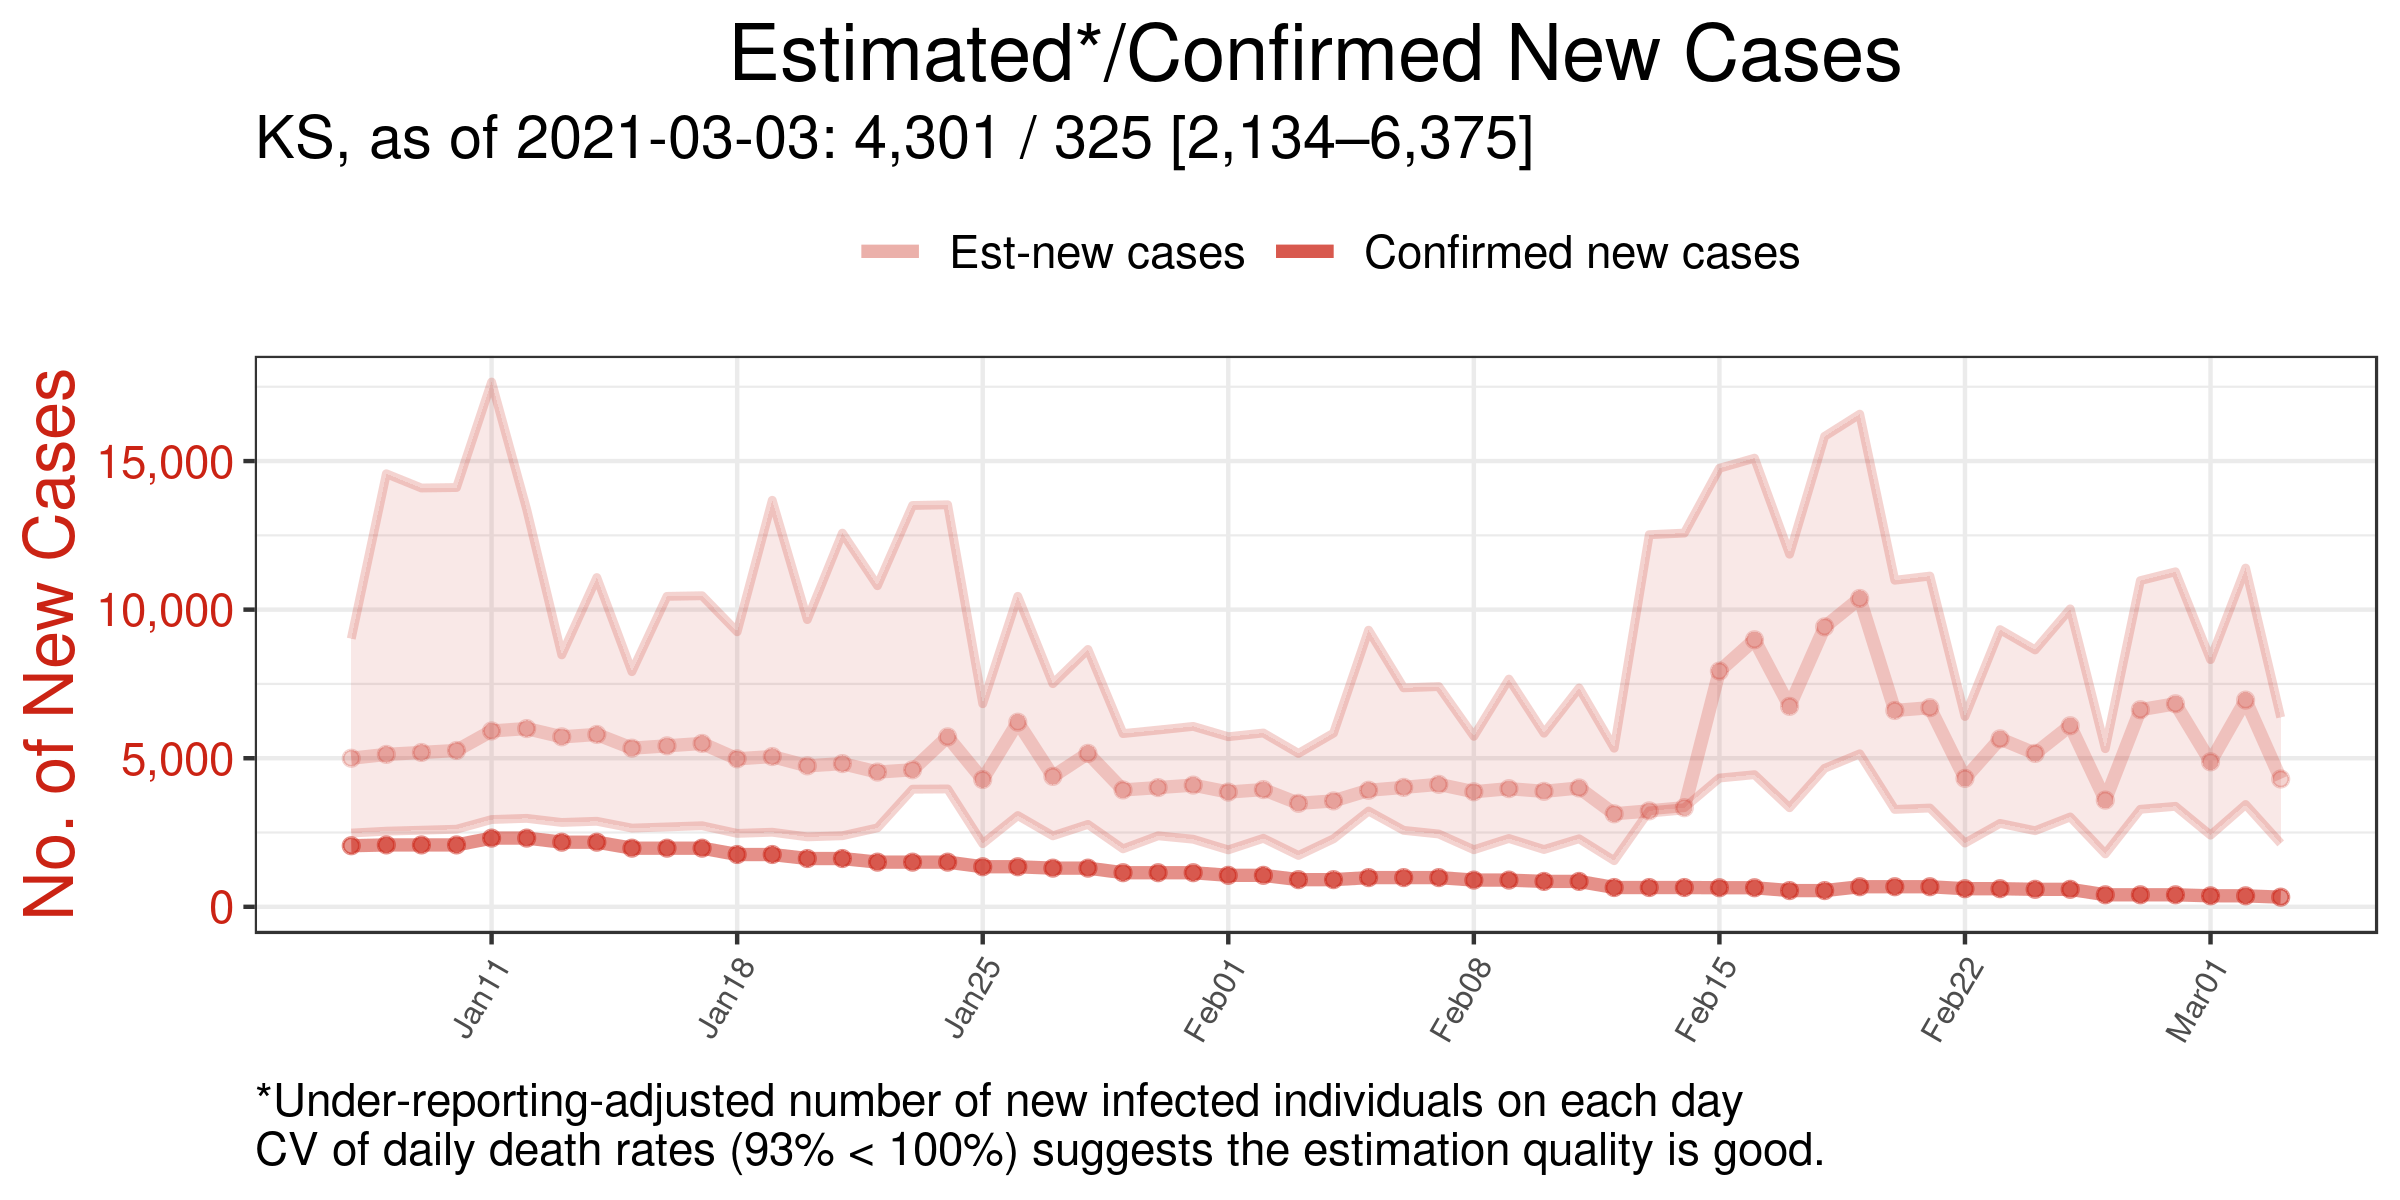 Estimated*/Confirmed New Cases
KS, as of 2021-03-03: 4,301 / 325 [2,134–6,375]
Est-new cases
Confirmed new cases
No. of New Cases
15,000
10,000
5,000
0
Jan11
Jan18
Jan25
Feb01
Feb08
Feb15
Feb22
Mar01
*Under-reporting-adjusted number of new infected individuals on each day
CV of daily death rates (93% < 100%) suggests the estimation quality is good.